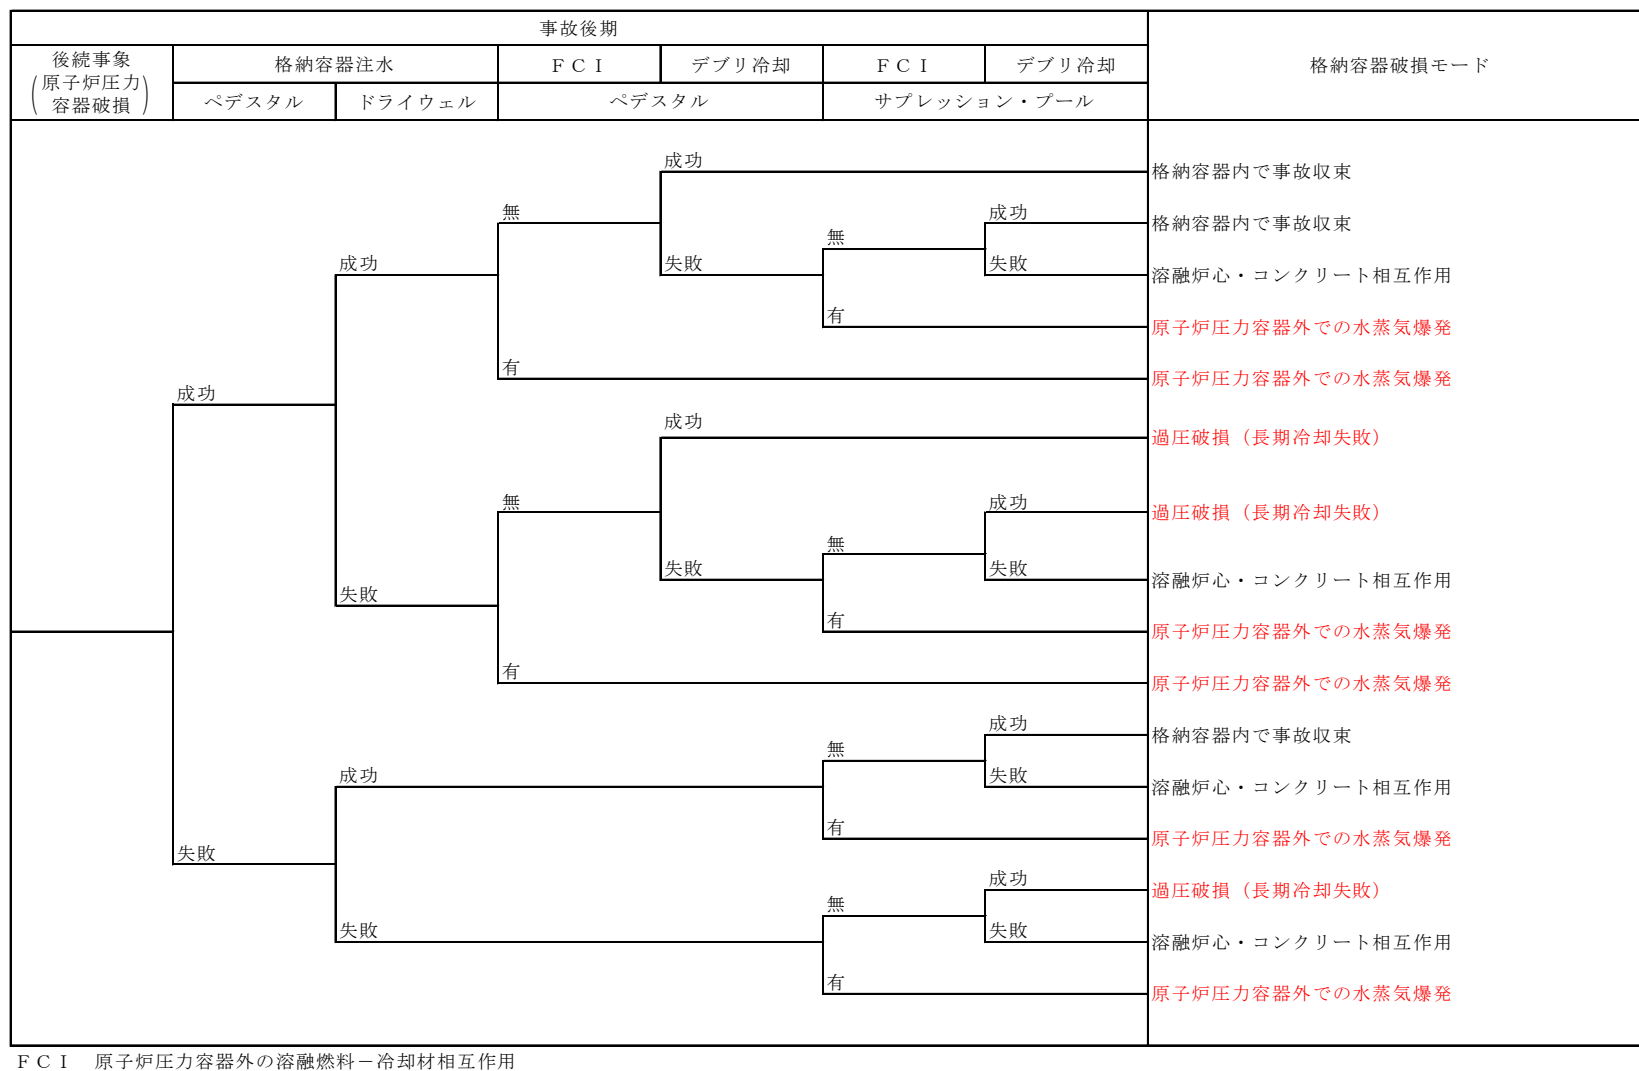 事故後期
後続事象
(原子炉圧力
容器破損)
格納容器注水
ＦＣＩ
デブリ冷却
ＦＣＩ
デブリ冷却
格納容器破損モード
ペデスタル
ドライウェル
ペデスタル
サプレッション・プール
成功
格納容器内で事故収束
無
成功
格納容器内で事故収束
無
成功
失敗
失敗
溶融炉心・コンクリート相互作用
有
原子炉圧力容器外での水蒸気爆発
有
原子炉圧力容器外での水蒸気爆発
成功
成功
過圧破損（長期冷却失敗）
無
成功
過圧破損（長期冷却失敗）
無
失敗
失敗
溶融炉心・コンクリート相互作用
失敗
有
原子炉圧力容器外での水蒸気爆発
有
原子炉圧力容器外での水蒸気爆発
成功
格納容器内で事故収束
無
成功
失敗
溶融炉心・コンクリート相互作用
有
原子炉圧力容器外での水蒸気爆発
失敗
成功
過圧破損（長期冷却失敗）
無
失敗
失敗
溶融炉心・コンクリート相互作用
有
原子炉圧力容器外での水蒸気爆発
ＦＣＩ　原子炉圧力容器外の溶融燃料－冷却材相互作用